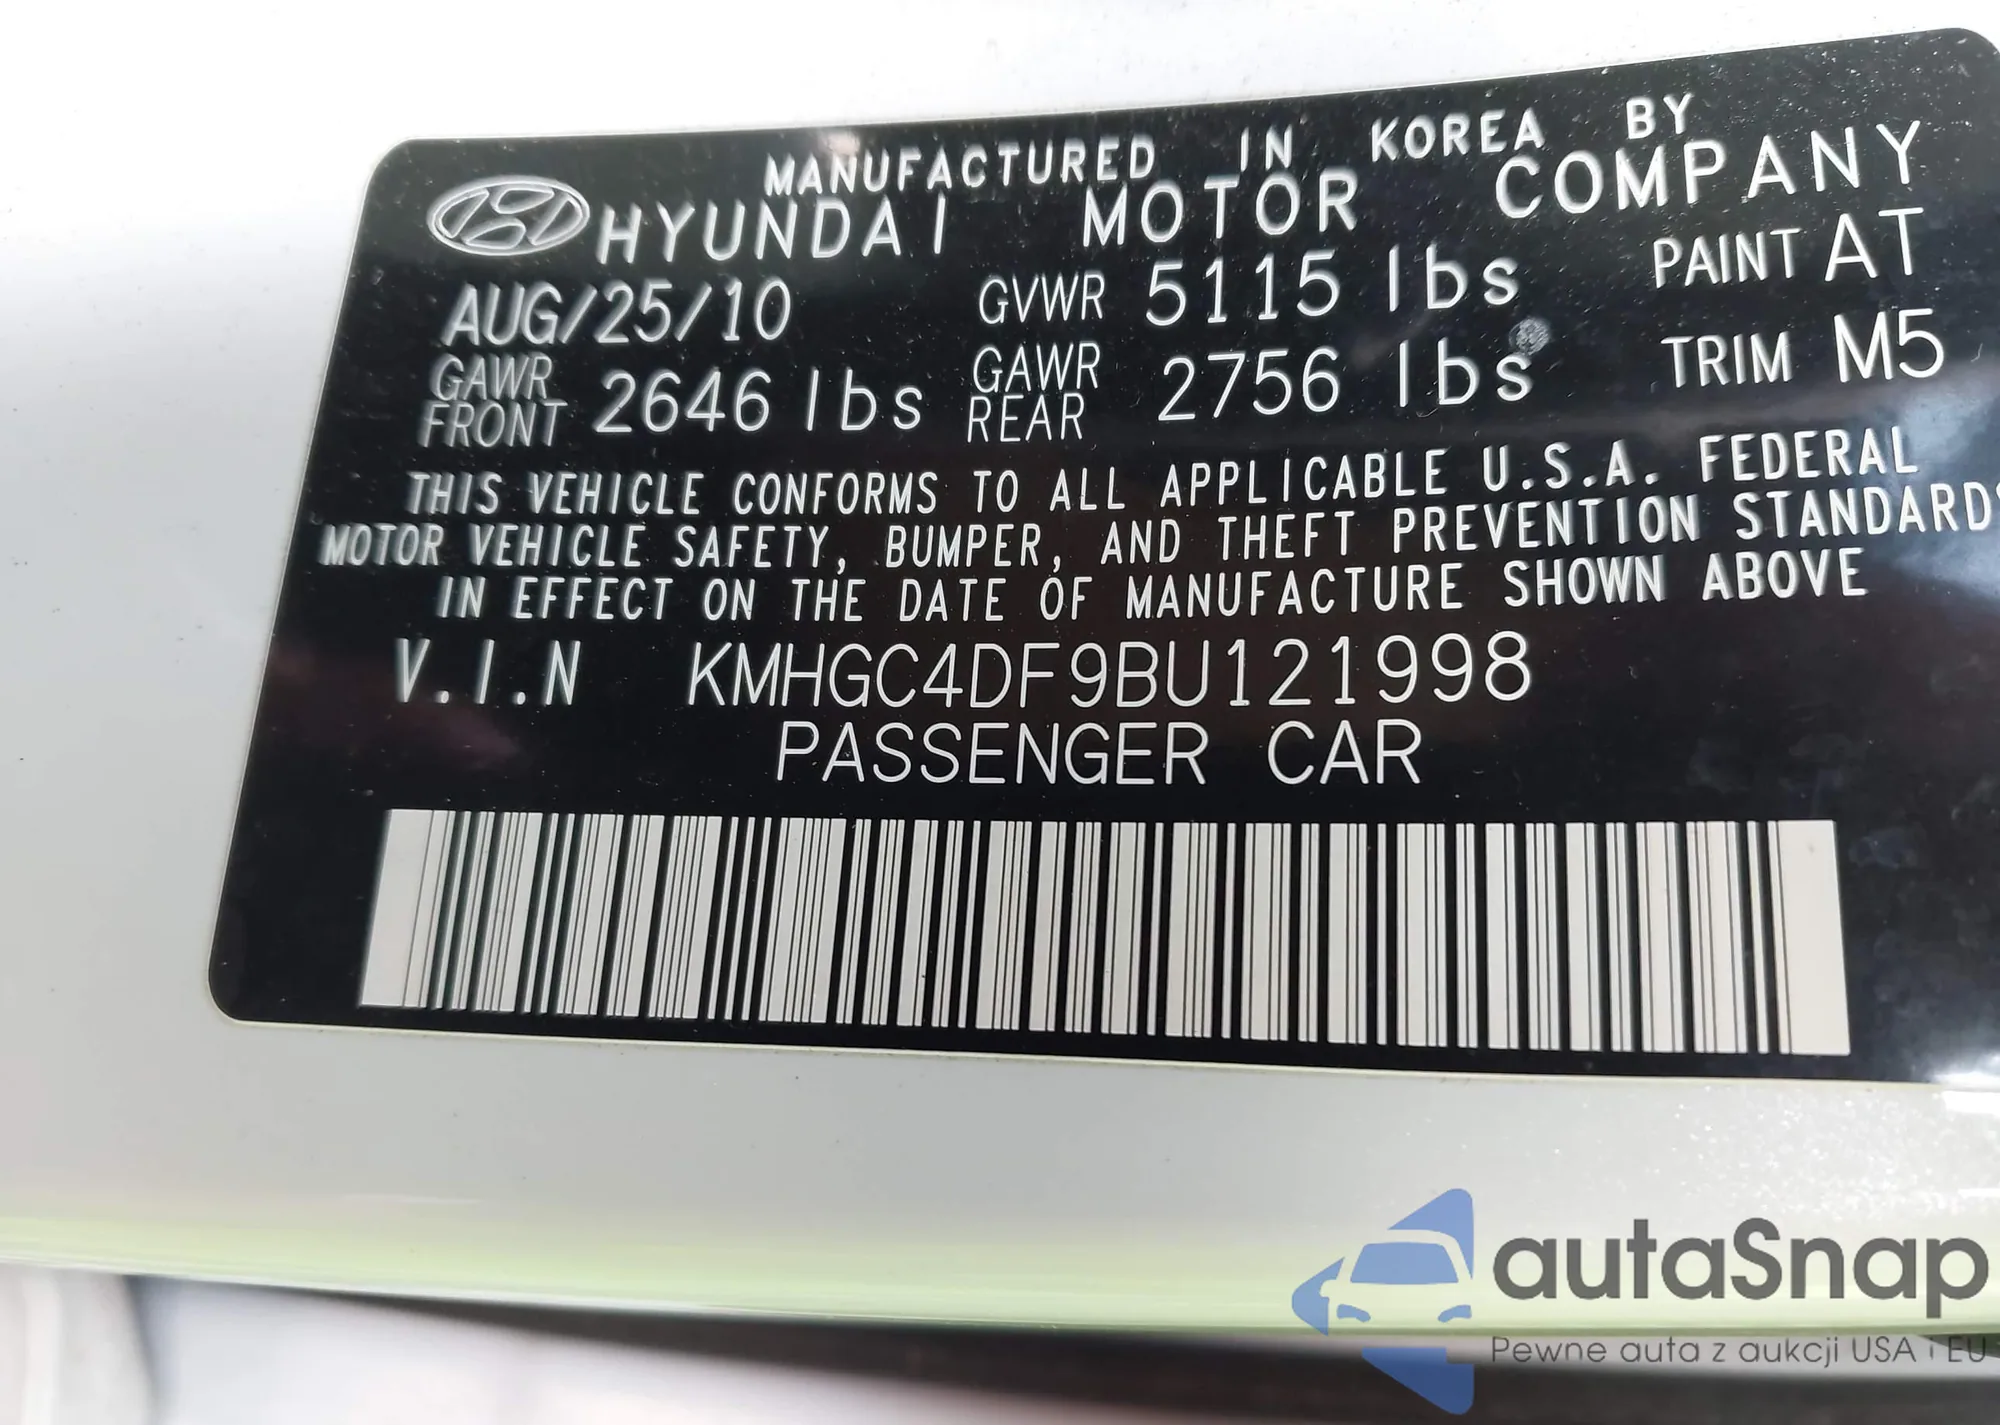 MANUFACTURED IN KOREA BY
HYUNDAI MOTOR COMPANY
AUG/25/10 GVWR 5115 lbs PAINT AT
GAWR FRONT 2646 lbs GAWR REAR 2756 lbs TRIM M5
THIS VEHICLE CONFORMS TO ALL APPLICABLE U.S.A. FEDERAL
MOTOR VEHICLE SAFETY, BUMPER, AND THEFT PREVENTION STANDARDS
IN EFFECT ON THE DATE OF MANUFACTURE SHOWN ABOVE
V.I.N KMHGC4DF9BU121998
PASSENGER CAR
autaSnap
Pewne auta z aukcji USA i EU